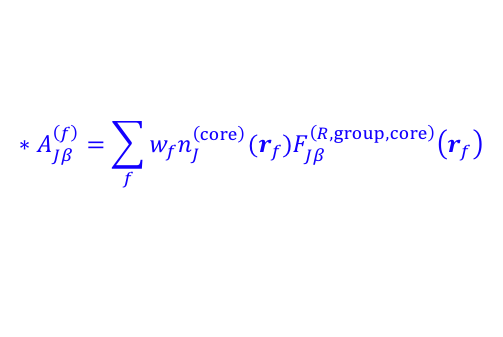 ∗ A_{Jβ}^{(f)} = ∑_f w_f n_J^{(core)} (𝒓_f) F_{Jβ}^{(R,group,core)} (𝒓_f)